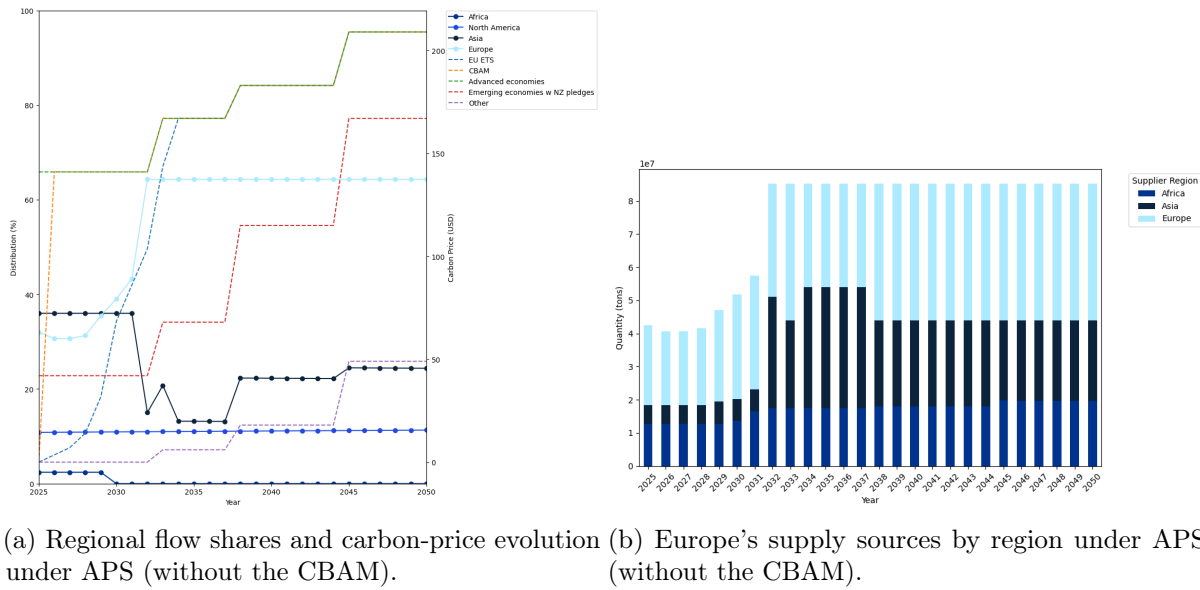 100
80
60
40
20
0
Distribution (%)
2025
2030
2035
2040
2045
2050
Year
200
150
100
50
0
Carbon Price (USD)
Africa
North America
Asia
Europe
EU ETS
CBAM
Advanced economies
Emerging economies w NZ pledges
Other
1e7
8
7
6
5
4
3
2
1
0
Quantity (tons)
2025
2026
2027
2028
2029
2030
2031
2032
2033
2034
2035
2036
2037
2038
2039
2040
2041
2042
2043
2044
2045
2046
2047
2048
2049
2050
Year
Supplier Region
Africa
Asia
Europe
(a) Regional flow shares and carbon-price evolution
under APS (without the CBAM).
(b) Europe's supply sources by region under APS
(without the CBAM).